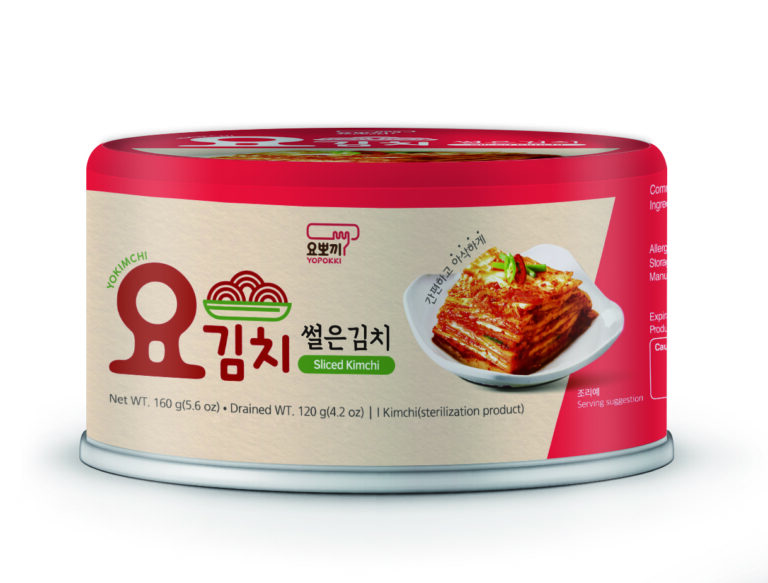 요뽀끼
YOPOKKI
YOKIMCHI
요김치
썰은김치
Sliced Kimchi
간편하고 아삭하게
Net WT. 160 g(5.6 oz) • Drained WT. 120 g(4.2 oz) | I Kimchi(sterilization product)
조리예
Serving suggestion